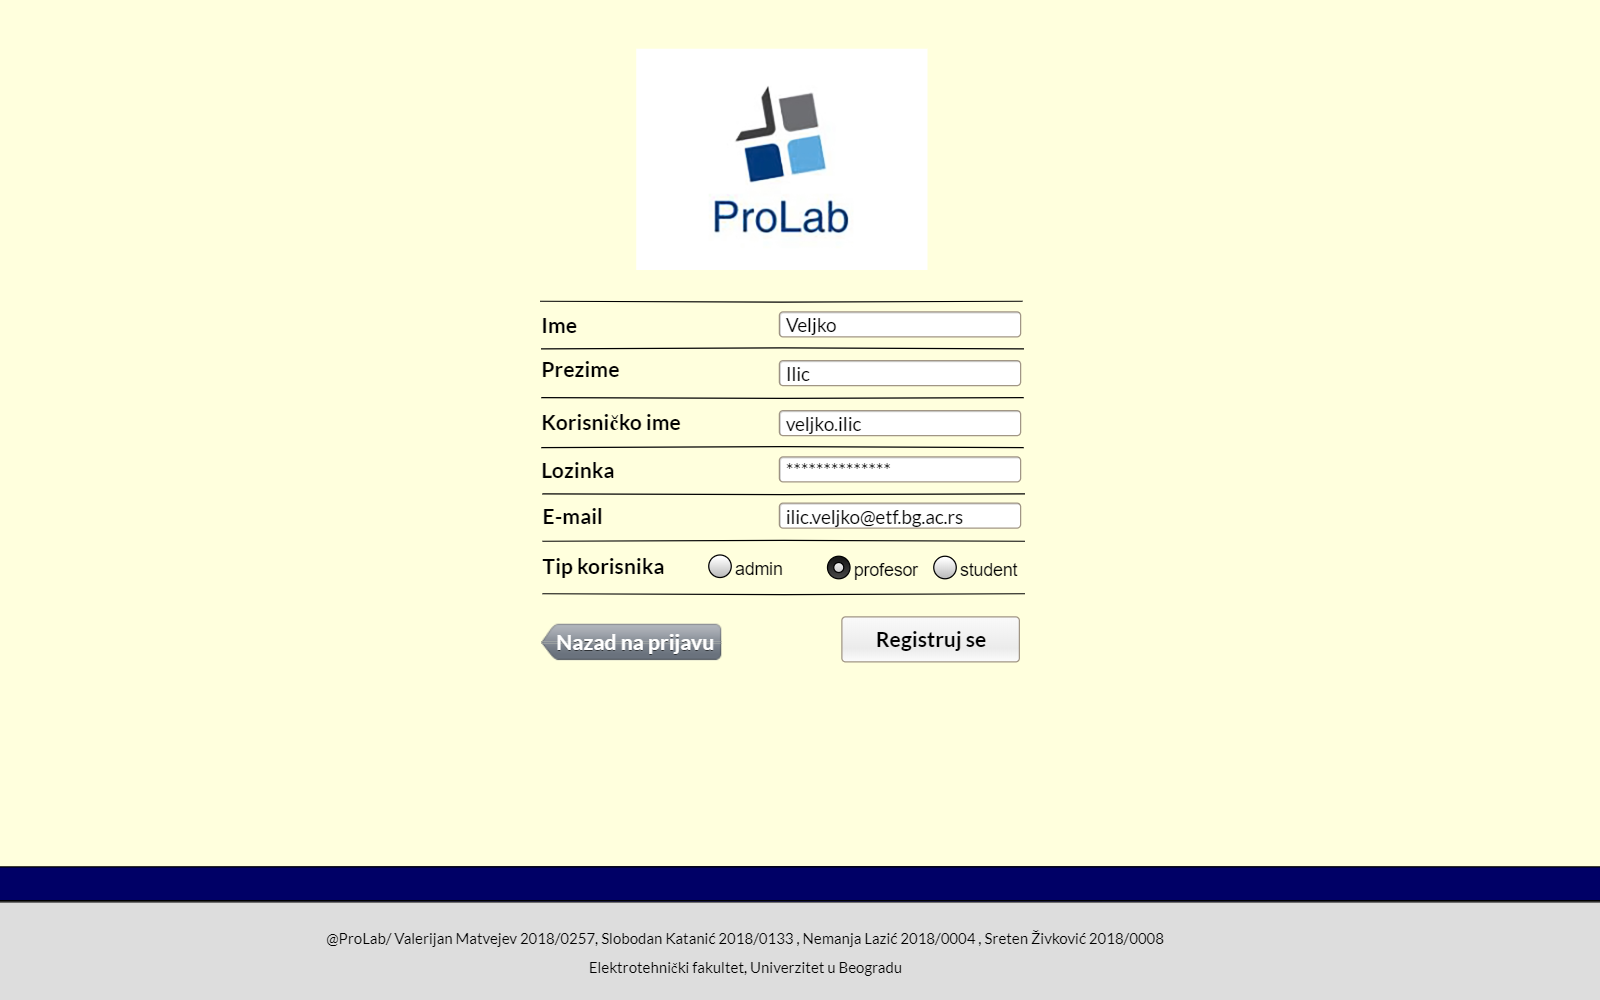 ProLab
Ime Veljko
Prezime Ilic
Korisničko ime veljko.ilic
Lozinka **************
E-mail ilic.veljko@etf.bg.ac.rs
Tip korisnika admin profesor student
Nazad na prijavu Registruj se
@ProLab/ Valerijan Matvejev 2018/0257, Slobodan Katanić 2018/0133 , Nemanja Lazić 2018/0004 , Sreten Živković 2018/0008
Elektrotehnički fakultet, Univerzitet u Beogradu